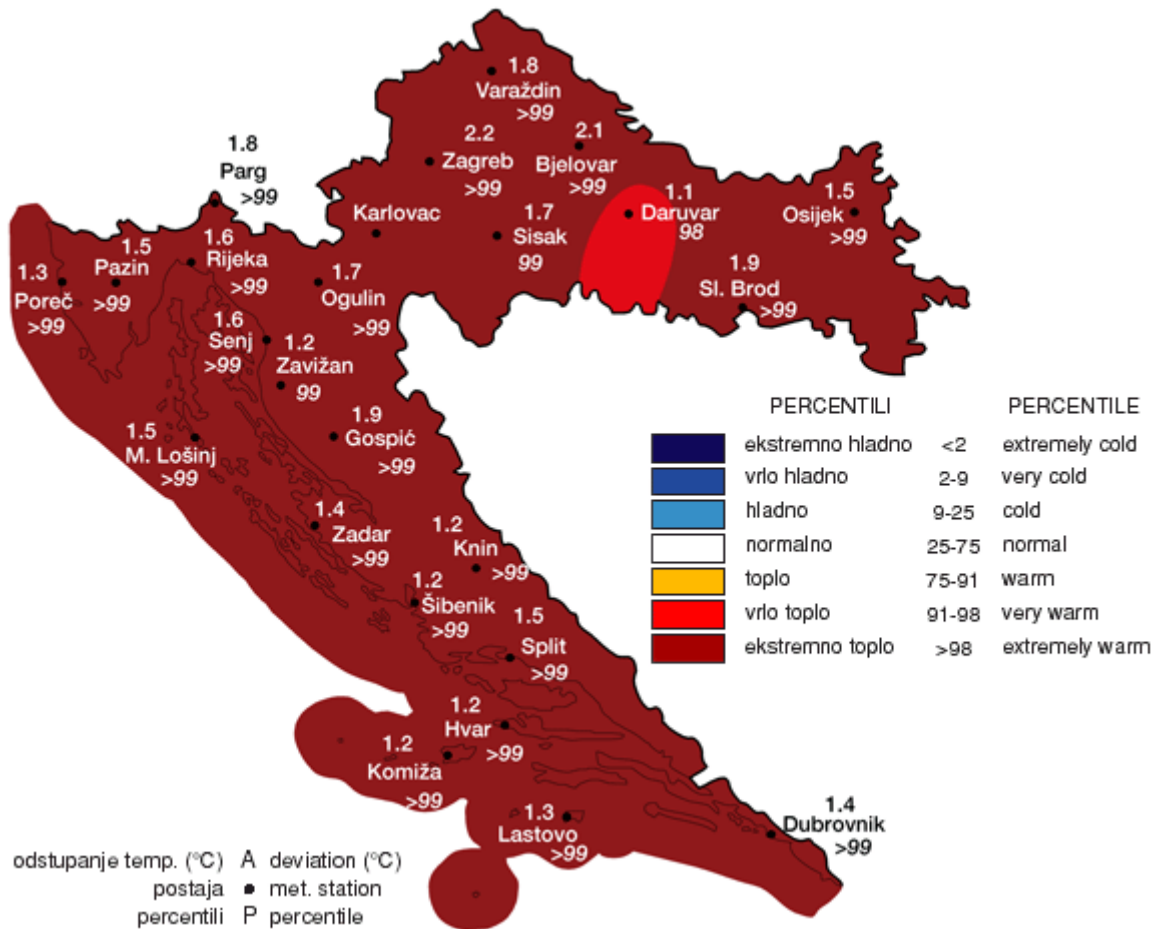 1.8
Varaždin
>99
2.2
Zagreb
>99
2.1
Bjelovar
>99
1.8
Parg
>99
Karlovac
1.7
Sisak
99
1.1
Daruvar
98
1.5
Osijek
>99
1.9
Sl. Brod
>99
1.3
Poreč
>99
1.5
Pazin
>99
1.6
Rijeka
>99
1.7
Ogulin
>99
1.6
Senj
>99
1.2
Zavižan
99
1.9
Gospić
>99
1.5
M. Lošinj
>99
1.4
Zadar
>99
1.2
Knin
>99
1.2
Šibenik
>99
1.5
Split
>99
1.2
Hvar
>99
1.2
Komiža
>99
1.3
Lastovo
>99
1.4
Dubrovnik
>99
PERCENTILI PERCENTILE
ekstremno hladno <2 extremely cold
vrlo hladno 2-9 very cold
hladno 9-25 cold
normalno 25-75 normal
toplo 75-91 warm
vrlo toplo 91-98 very warm
ekstremno toplo >98 extremely warm
odstupanje temp. (°C) A deviation (°C)
postaja met. station
percentili P percentile